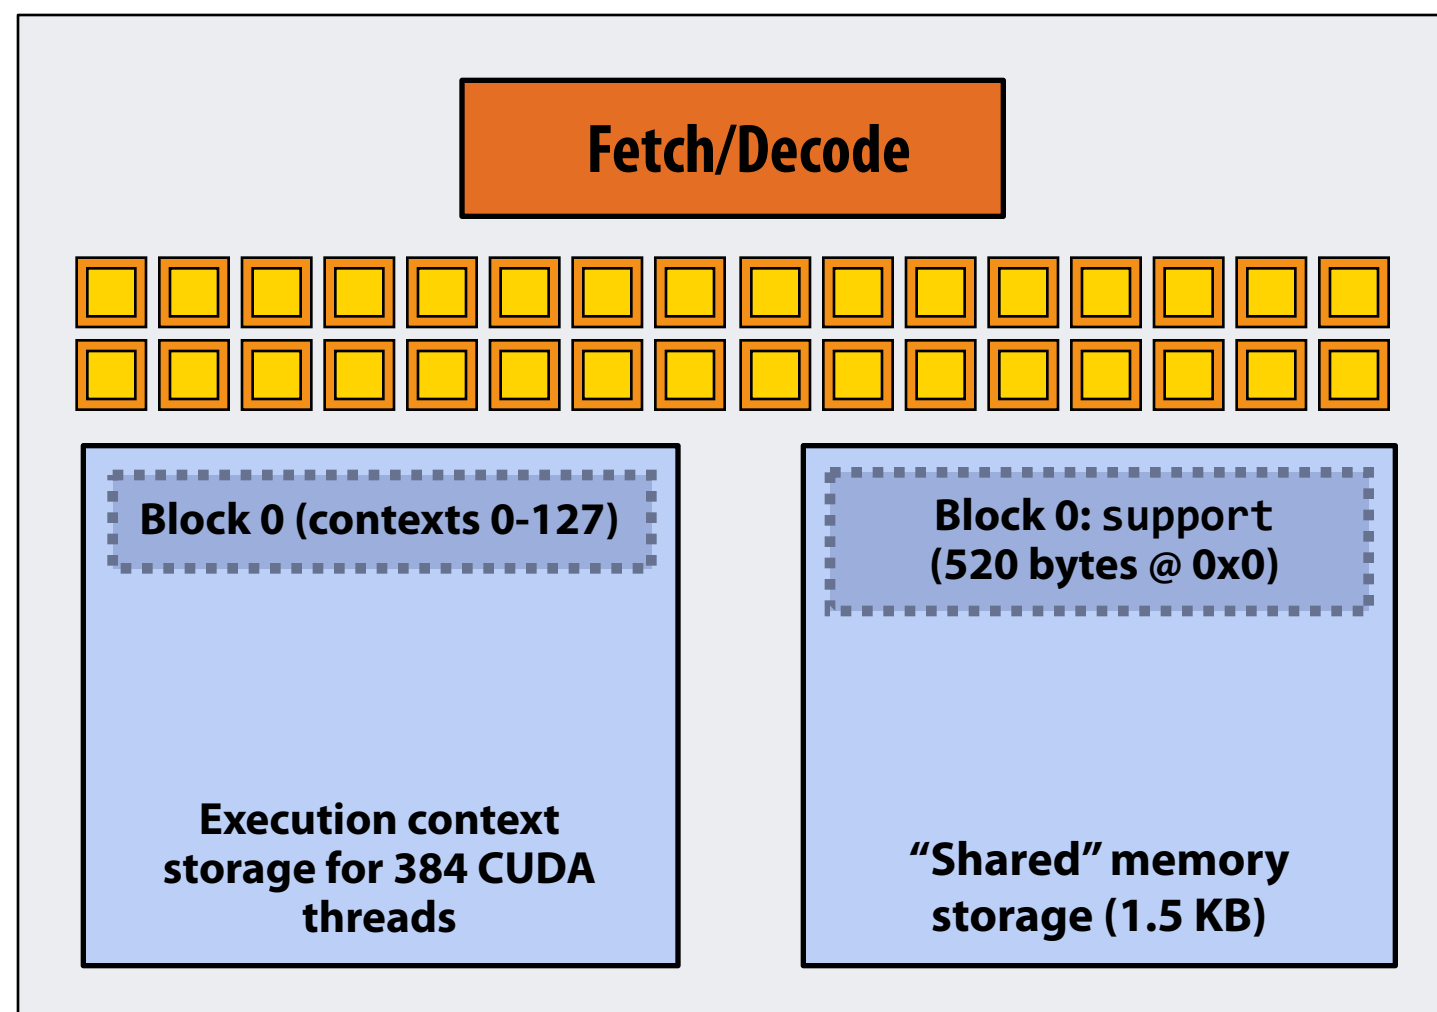 Fetch/Decode
Block 0 (contexts 0-127)
Execution context
storage for 384 CUDA
threads
Block 0: support
(520 bytes @ 0x0)
“Shared” memory
storage (1.5 KB)